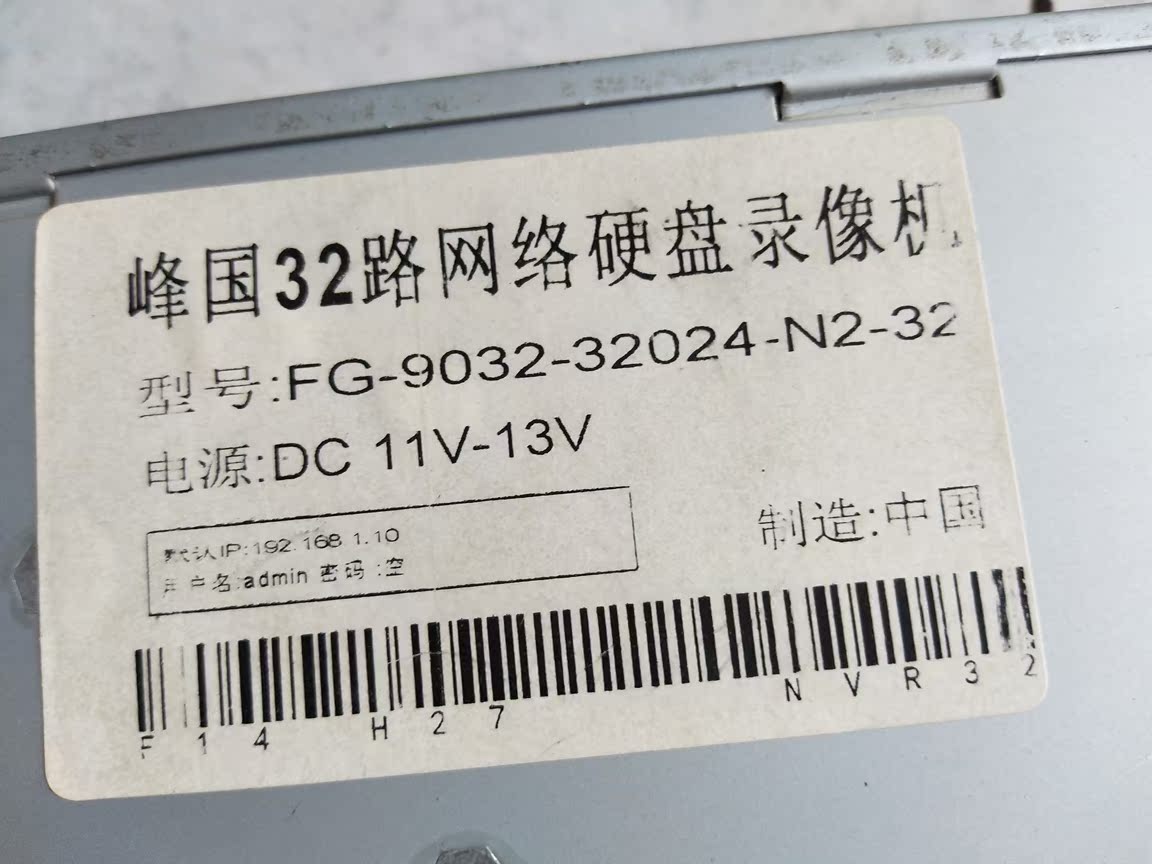 峰国32路网络硬盘录像机
型号:FG-9032-32024-N2-32
电源:DC 11V-13V
制造:中国
默认IP:192.168.1.10
用户名:admin 密码:空
F14 H27 NVR32